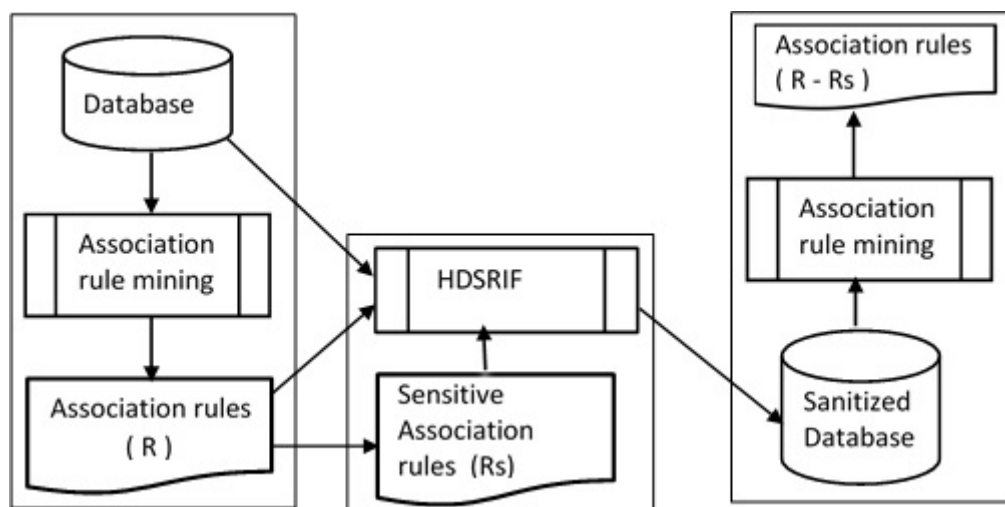 Database
Association
rule mining
Association rules
( R )
HDSRIF
Sensitive
Association
rules (Rs)
Association rules
( R - Rs )
Association
rule mining
Sanitized
Database